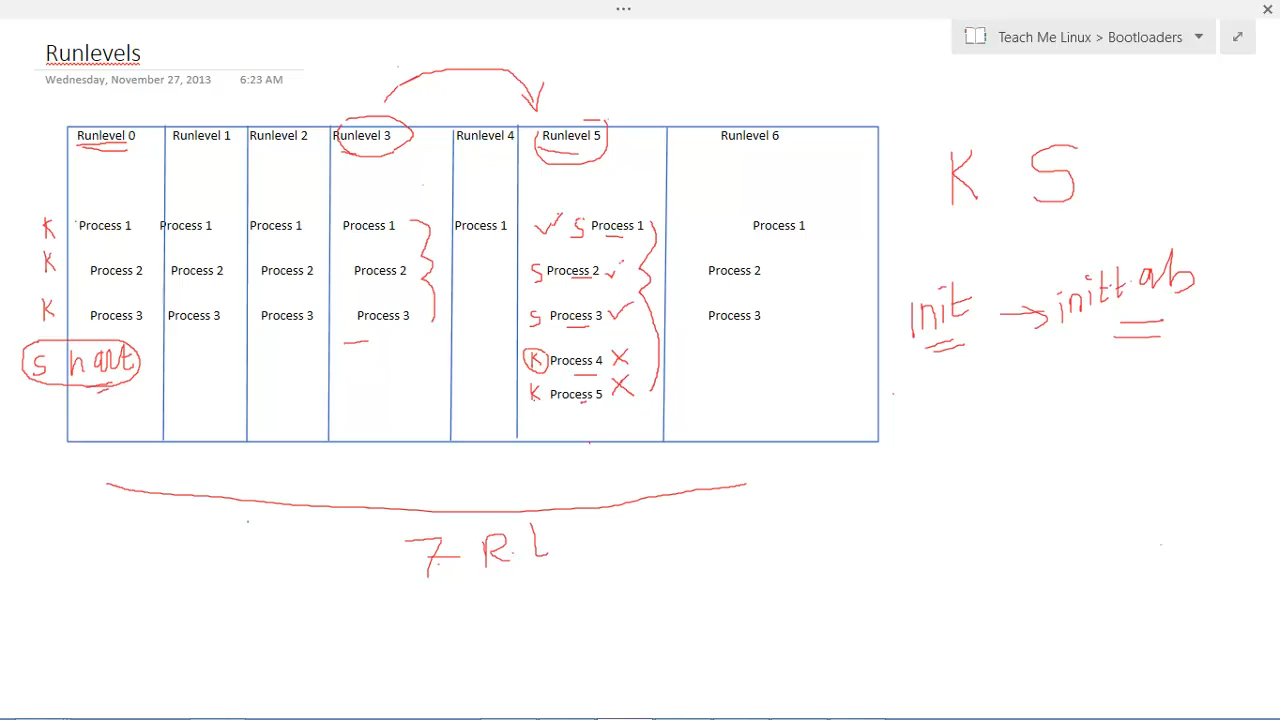 Teach Me Linux > Bootloaders
Runlevels
Wednesday, November 27, 2013 6:23 AM
Runlevel 0 Runlevel 1 Runlevel 2 Runlevel 3 Runlevel 4 Runlevel 5 Runlevel 6
K S
K Process 1 Process 1 Process 1 Process 1 Process 1 S Process 1 Process 1
K Process 2 Process 2 Process 2 Process 2 S Process 2 Process 2
K Process 3 Process 3 Process 3 Process 3 S Process 3 Process 3
init → inittab
S K Process 4 X
K Process 5 X
7 R.L